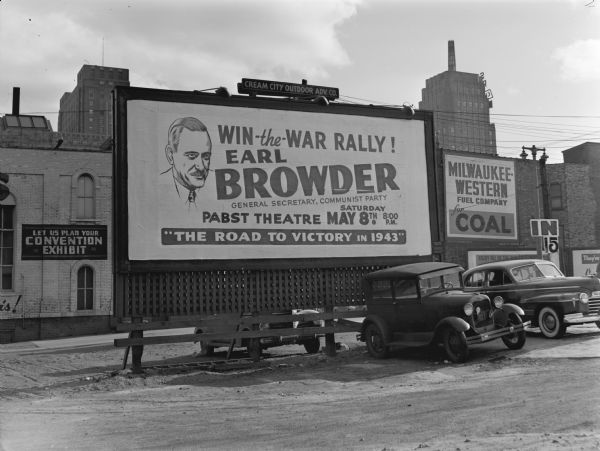 CREAM CITY OUTDOOR ADV. CO.
WIN-the-WAR RALLY!
EARL
BROWDER
GENERAL SECRETARY, COMMUNIST PARTY
SATURDAY
PABST THEATRE MAY 8TH 8:00 P.M.
"THE ROAD TO VICTORY IN 1943"
LET US PLAN YOUR
CONVENTION
EXHIBIT
MILWAUKEE-
WESTERN
FUEL COMPANY
for COAL
IN
15